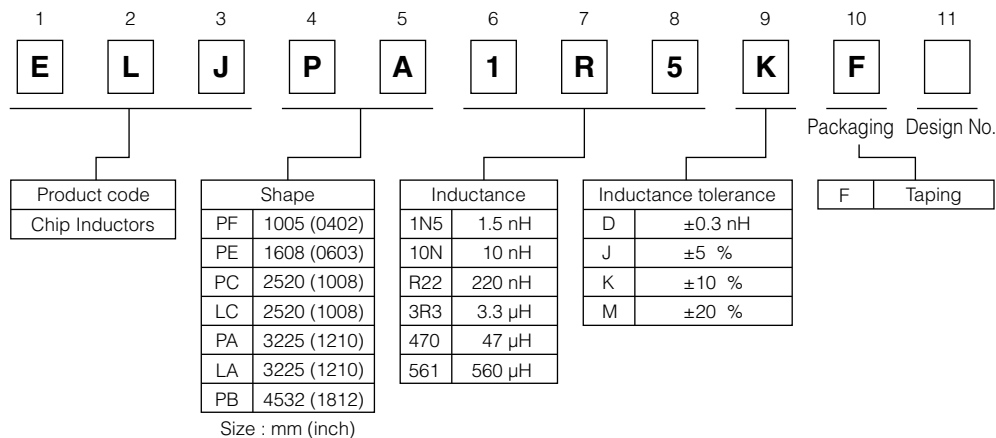 1 2 3 4 5 6 7 8 9 10 11
E L J P A 1 R 5 K F
Packaging Design No.
Product code
Chip Inductors
Shape
PF 1005 (0402)
PE 1608 (0603)
PC 2520 (1008)
LC 2520 (1008)
PA 3225 (1210)
LA 3225 (1210)
PB 4532 (1812)
Size : mm (inch)
Inductance
1N5 1.5 nH
10N 10 nH
R22 220 nH
3R3 3.3 µH
470 47 µH
561 560 µH
Inductance tolerance
D ±0.3 nH
J ±5 %
K ±10 %
M ±20 %
F Taping